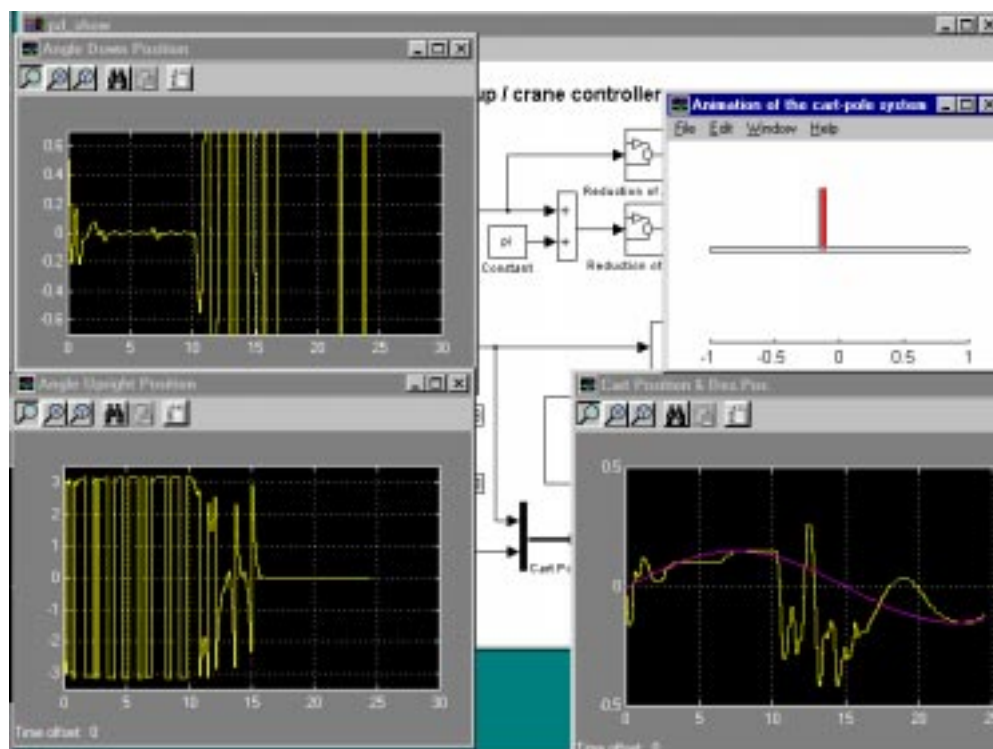 pd_show
Angle Down Position
0.6
0.4
0.2
0
-0.2
-0.4
-0.6
0 5 10 15 20 25 30
up / crane controller
Reduction of
pi
Constant
Reduction of
Animation of the cart-pole system
File Edit Window Help
-1 -0.5 0 0.5 1
Angle Upright Position
3
2
1
0
-1
-2
-3
0 5 10 15 20 25 30
Time offset: 0
Cart Po
Cart Position & Des.Pos.
0.5
0
-0.5
0 5 10 15 20 25
Time offset: 0